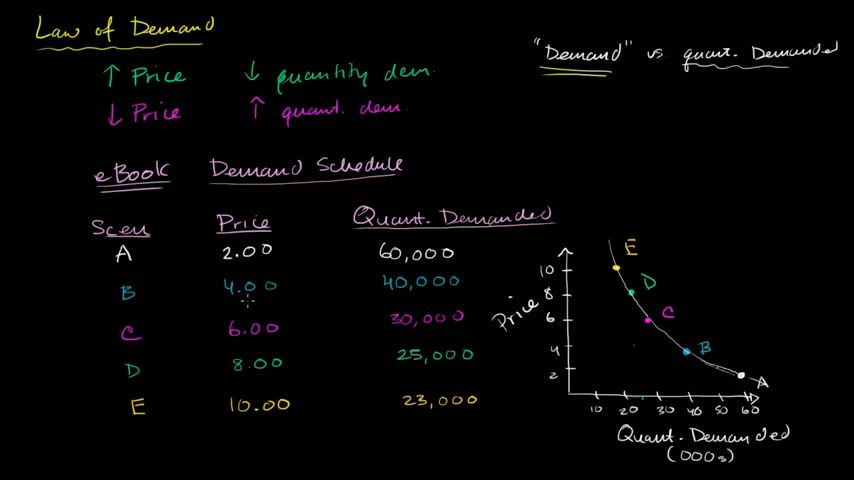 Law of Demand
"Demand" vs. quant. Demanded
↑ Price ↓ quantity dem.
↓ Price ↑ quant. dem.
eBook Demand Schedule
Scen Price Quant. Demanded
A 2.00 60,000
B 4.00 40,000
C 6.00 30,000
D 8.00 25,000
E 10.00 23,000
Price
10
8
6
4
2
E
D
C
B
A
10 20 30 40 50 60
Quant. Demanded
(000s)